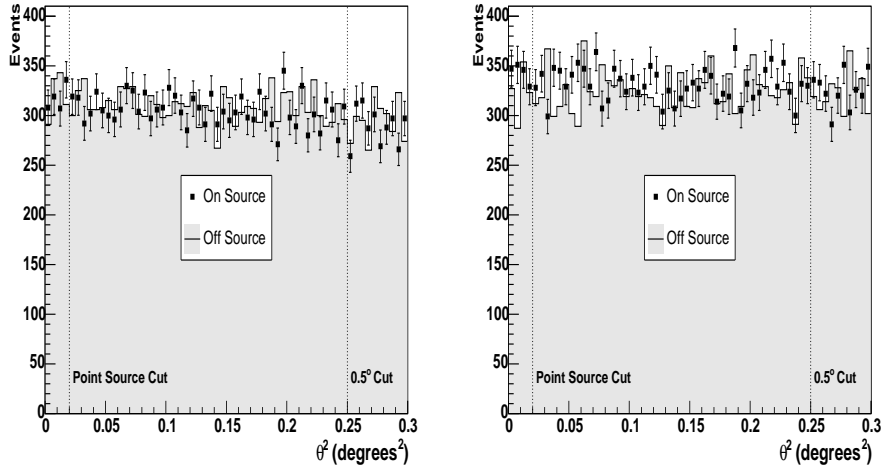 Events
400
350
300
250
200
150
100
50
0
On Source
Off Source
Point Source Cut
0.5° Cut
0 0.05 0.1 0.15 0.2 0.25 0.3
θ² (degrees²)
Events
400
350
300
250
200
150
100
50
0
On Source
Off Source
Point Source Cut
0.5° Cut
0 0.05 0.1 0.15 0.2 0.25 0.3
θ² (degrees²)